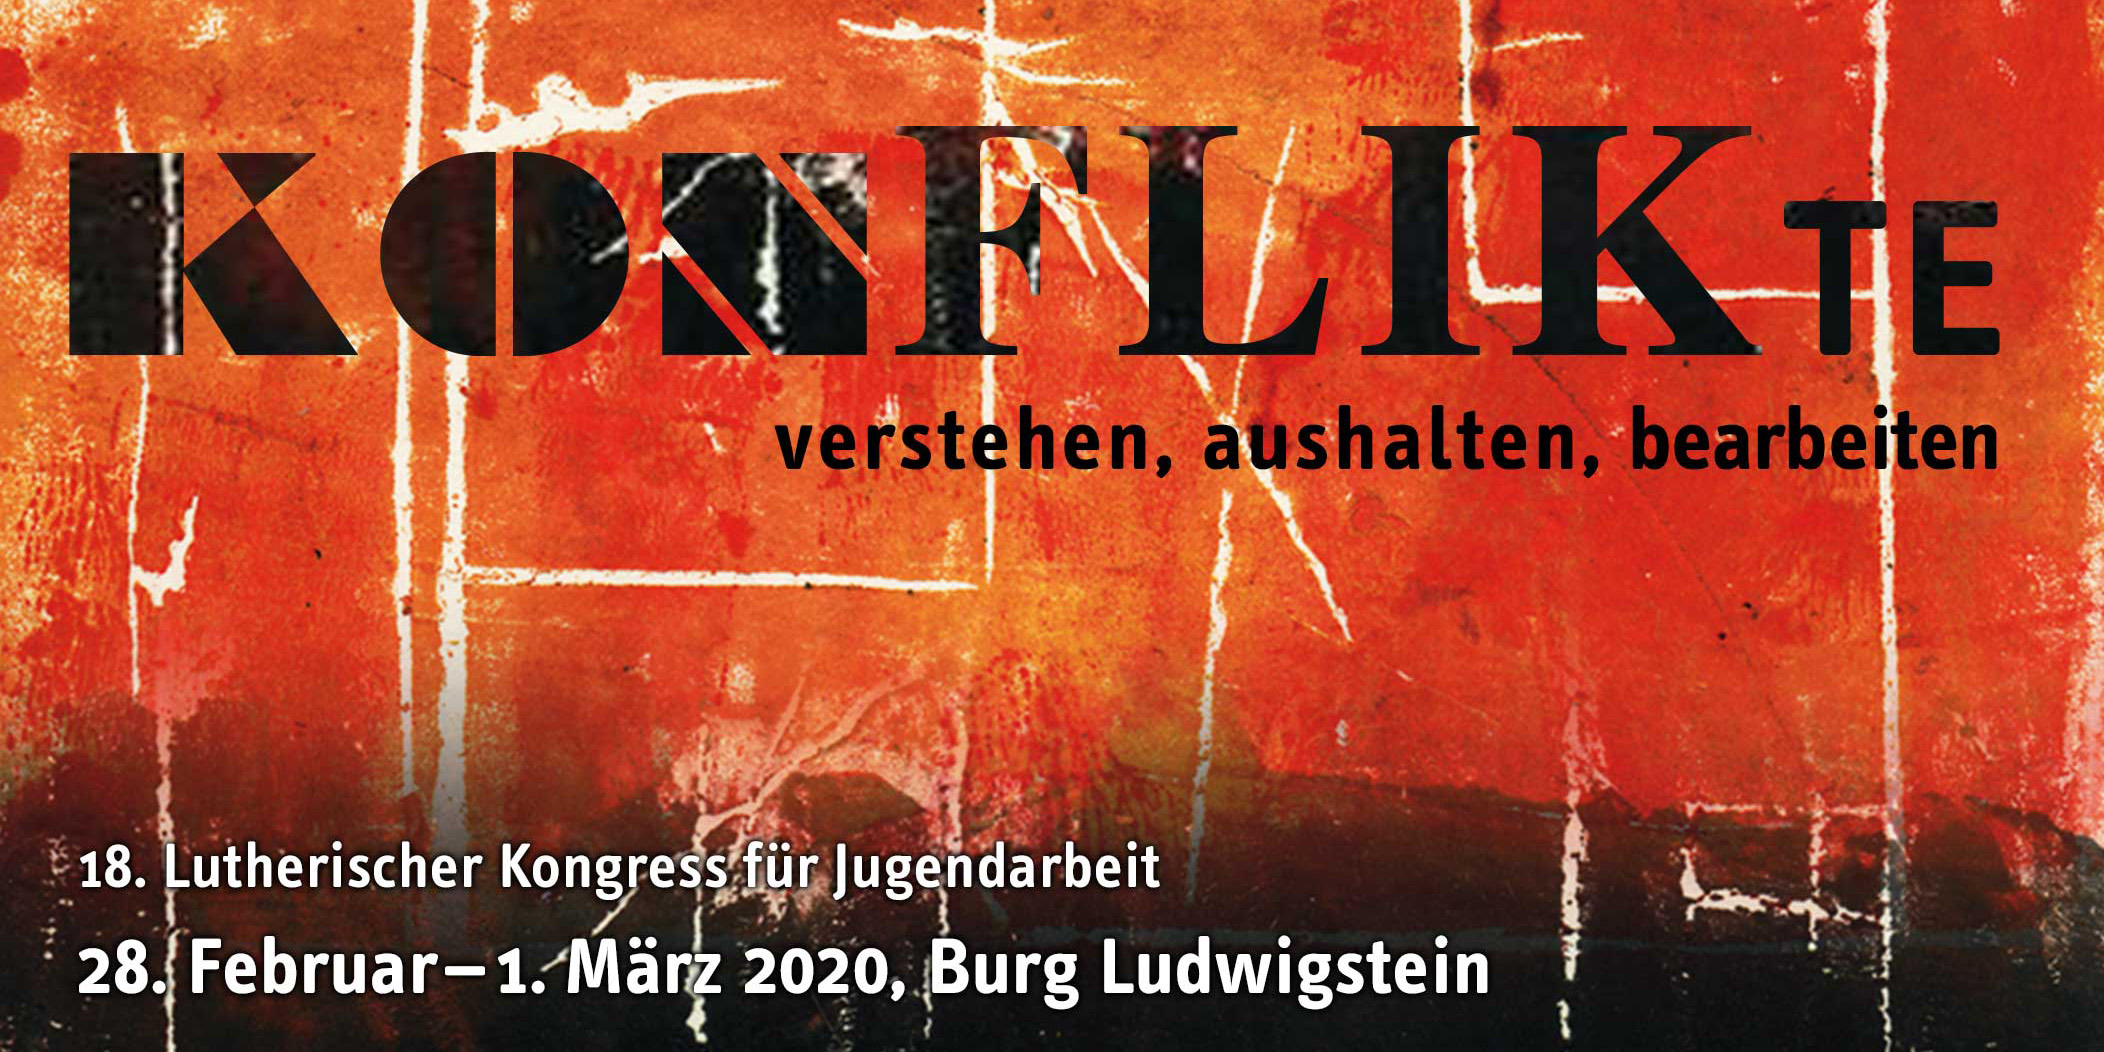 KONFLIKTE
verstehen, aushalten, bearbeiten
18. Lutherischer Kongress für Jugendarbeit
28. Februar – 1. März 2020, Burg Ludwigstein